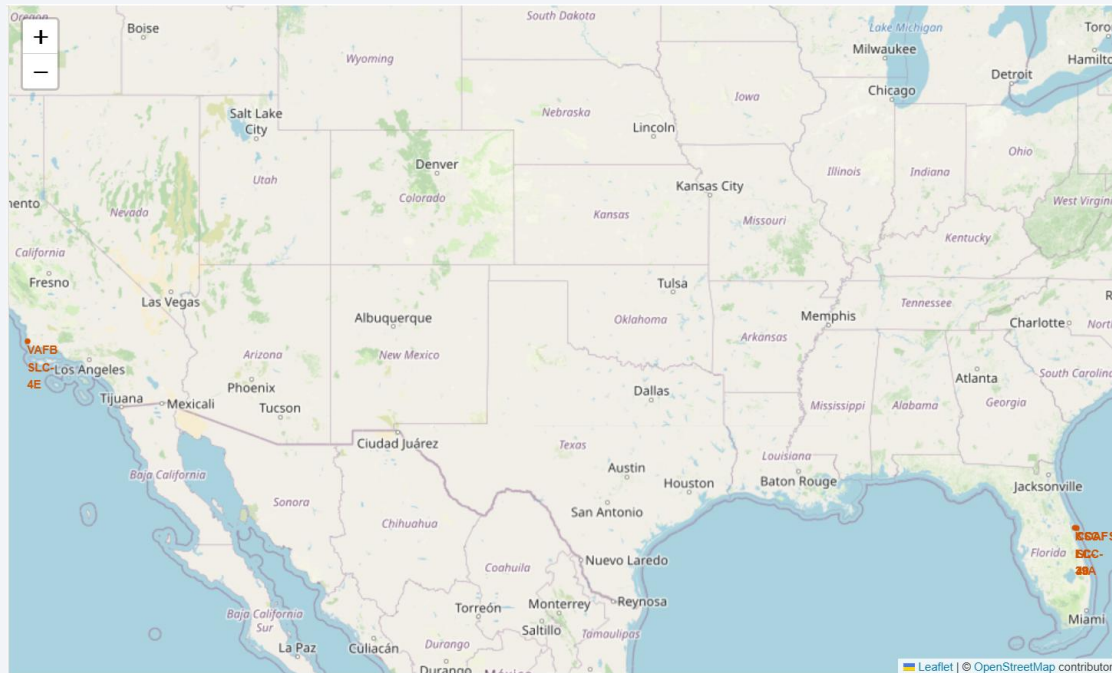 Oregon
Boise
South Dakota
Lake Michigan
Toro
+
Milwaukee
Wyoming
Hamilt
−
Detroit
Chicago
Iowa
Salt Lake
City
Nebraska
Lincoln
Ohio
Denver
Illinois
Indiana
Utah
Kansas City
Colorado
West Virgin
mento
Nevada
Kansas
Missouri
Kentucky
California
Fresno
Tulsa
Las Vegas
Tennessee
Albuquerque
Memphis
Oklahoma
Charlotte
North
Arkansas
VAFB
SLC-
4E
Los Angeles
Arizona
New Mexico
South Carolina
Atlanta
Phoenix
Dallas
Tijuana
Mexicali
Tucson
Mississippi
Alabama
Georgia
Ciudad Juárez
Texas
Louisiana
Austin
Baja California
Houston
Baton Rouge
Jacksonville
Sonora
San Antonio
Chihuahua
Florida
Nuevo Laredo
Coahuila
Torreón
Monterrey
Reynosa
Baja California
Sur
Miami
Saltillo
Tamaulipas
La Paz
Culiacán
Durango
Durango
México
Leaflet | © OpenStreetMap contributor